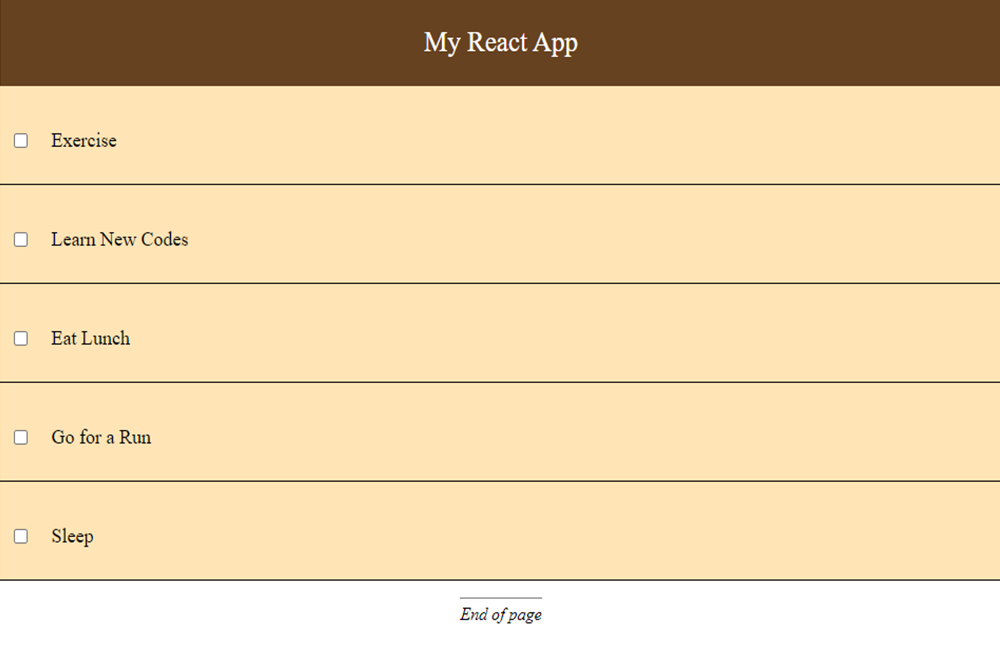 My React App
Exercise
Learn New Codes
Eat Lunch
Go for a Run
Sleep
End of page